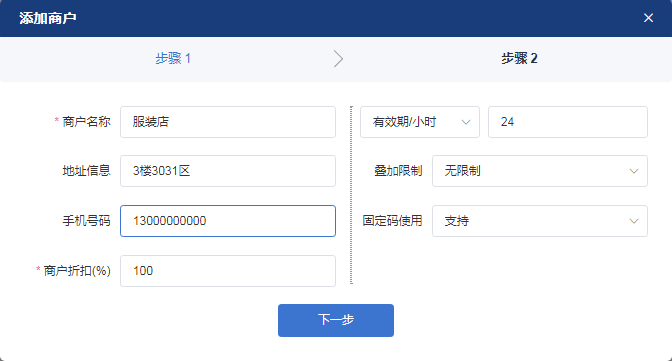 添加商户
步骤 1
步骤 2
* 商户名称 服装店
有效期/小时 24
地址信息 3楼3031区
叠加限制 无限制
手机号码 13000000000
固定码使用 支持
* 商户折扣(%) 100
下一步